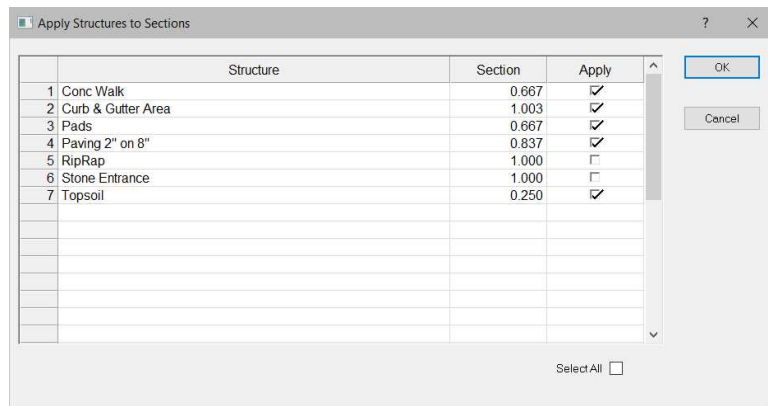 Apply Structures to Sections ?
Structure Section Apply OK
1 Conc Walk 0.667
2 Curb & Gutter Area 1.003
3 Pads 0.667 Cancel
4 Paving 2" on 8" 0.837
5 RipRap 1.000
6 Stone Entrance 1.000
7 Topsoil 0.250
Select All